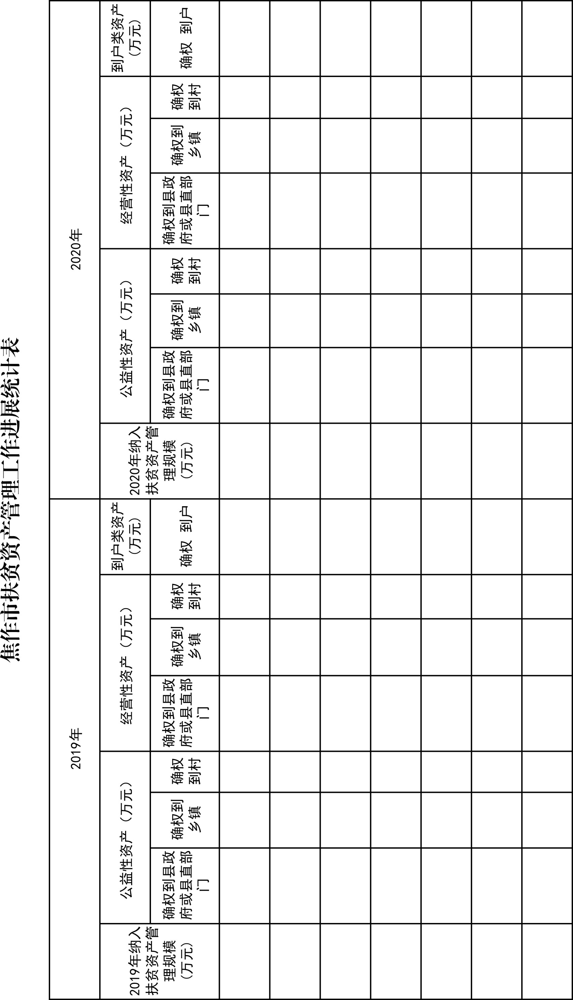 焦作市扶贫资产管理工作进展统计表
2019年
2020年
2019年纳入
扶贫资产管
理规模
（万元）
公益性资产（万元）
经营性资产（万元）
到户类资产
（万元）
2020年纳入
扶贫资产管
理规模
（万元）
公益性资产（万元）
经营性资产（万元）
到户类资产
（万元）
确权到县政
府或县直部
门
确权到
乡镇
确权
到村
确权到县政
府或县直部
门
确权到
乡镇
确权
到村
确权 到户
确权到县政
府或县直部
门
确权到
乡镇
确权
到村
确权到县政
府或县直部
门
确权到
乡镇
确权
到村
确权 到户